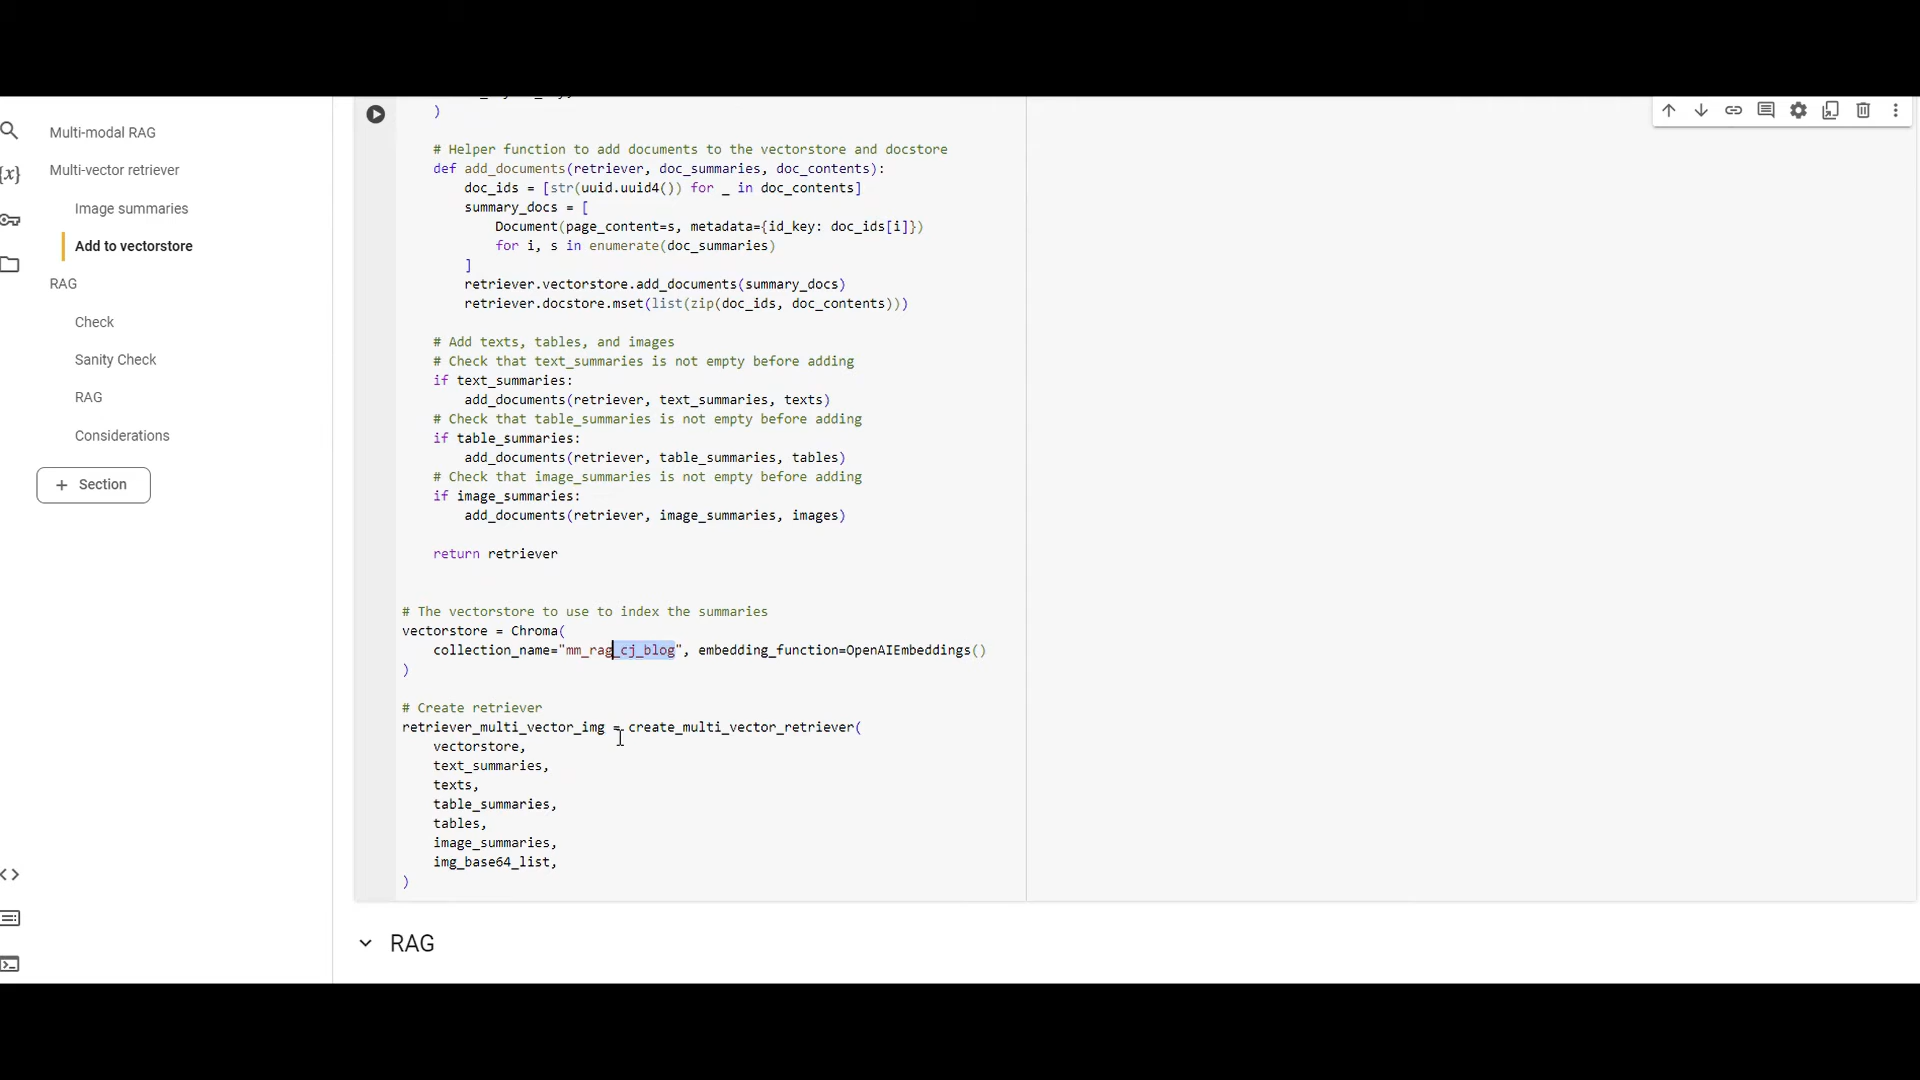 Multi-modal RAG
Multi-vector retriever
Image summaries
Add to vectorstore
RAG
Check
Sanity Check
RAG
Considerations
+ Section
{x}
)
# Helper function to add documents to the vectorstore and docstore
def add_documents(retriever, doc_summaries, doc_contents):
doc_ids = [str(uuid.uuid4()) for _ in doc_contents]
summary_docs = [
Document(page_content=s, metadata={id_key: doc_ids[i]})
for i, s in enumerate(doc_summaries)
]
retriever.vectorstore.add_documents(summary_docs)
retriever.docstore.mset(list(zip(doc_ids, doc_contents)))
# Add texts, tables, and images
# Check that text_summaries is not empty before adding
if text_summaries:
add_documents(retriever, text_summaries, texts)
# Check that table_summaries is not empty before adding
if table_summaries:
add_documents(retriever, table_summaries, tables)
# Check that image_summaries is not empty before adding
if image_summaries:
add_documents(retriever, image_summaries, images)
return retriever
# The vectorstore to use to index the summaries
vectorstore = Chroma(
collection_name="mm_rag_cj_blog", embedding_function=OpenAIEmbeddings()
)
# Create retriever
retriever_multi_vector_img = create_multi_vector_retriever(
vectorstore,
text_summaries,
texts,
table_summaries,
tables,
image_summaries,
img_base64_list,
)
RAG